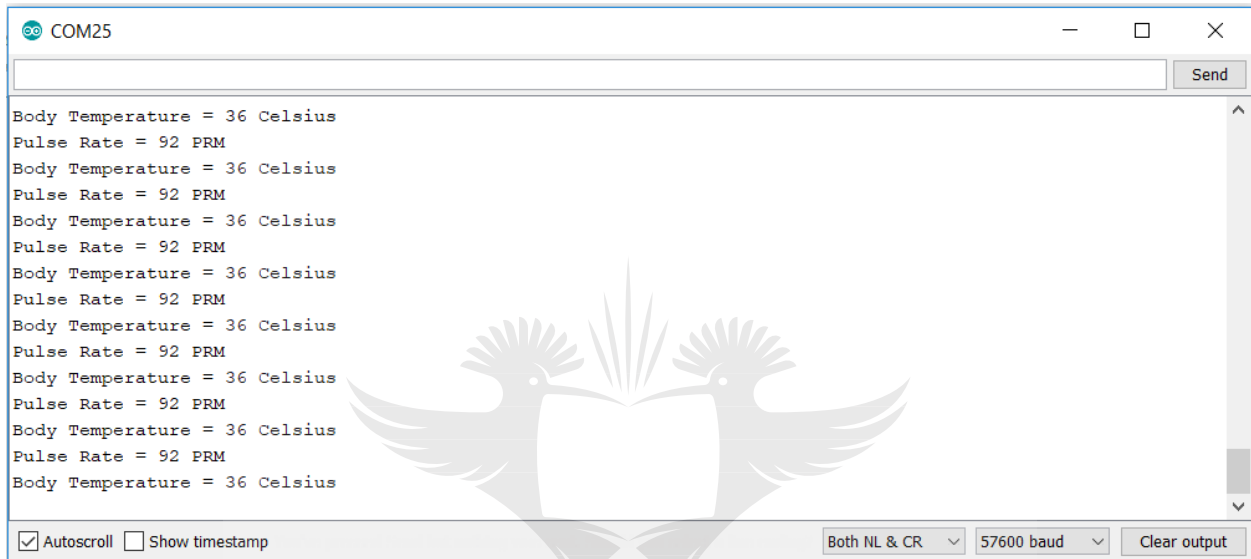 COM25
Send
Body Temperature = 36 Celsius
Pulse Rate = 92 PRM
Body Temperature = 36 Celsius
Pulse Rate = 92 PRM
Body Temperature = 36 Celsius
Pulse Rate = 92 PRM
Body Temperature = 36 Celsius
Pulse Rate = 92 PRM
Body Temperature = 36 Celsius
Pulse Rate = 92 PRM
Body Temperature = 36 Celsius
Pulse Rate = 92 PRM
Body Temperature = 36 Celsius
Pulse Rate = 92 PRM
Body Temperature = 36 Celsius
Autoscroll Show timestamp Both NL & CR 57600 baud Clear output